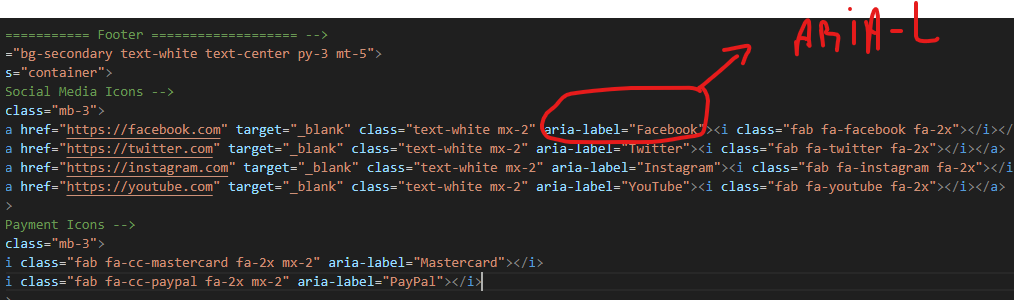 ARiA-L
=========== Footer =================== -->
="bg-secondary text-white text-center py-3 mt-5">
s="container">
Social Media Icons -->
class="mb-3">
a href="https://facebook.com" target="_blank" class="text-white mx-2" aria-label="Facebook"><i class="fab fa-facebook fa-2x"></i></
a href="https://twitter.com" target="_blank" class="text-white mx-2" aria-label="Twitter"><i class="fab fa-twitter fa-2x"></i></a>
a href="https://instagram.com" target="_blank" class="text-white mx-2" aria-label="Instagram"><i class="fab fa-instagram fa-2x"></i
a href="https://youtube.com" target="_blank" class="text-white mx-2" aria-label="YouTube"><i class="fab fa-youtube fa-2x"></i></a>
>
Payment Icons -->
class="mb-3">
i class="fab fa-cc-mastercard fa-2x mx-2" aria-label="Mastercard"></i>
i class="fab fa-cc-paypal fa-2x mx-2" aria-label="PayPal"></i>